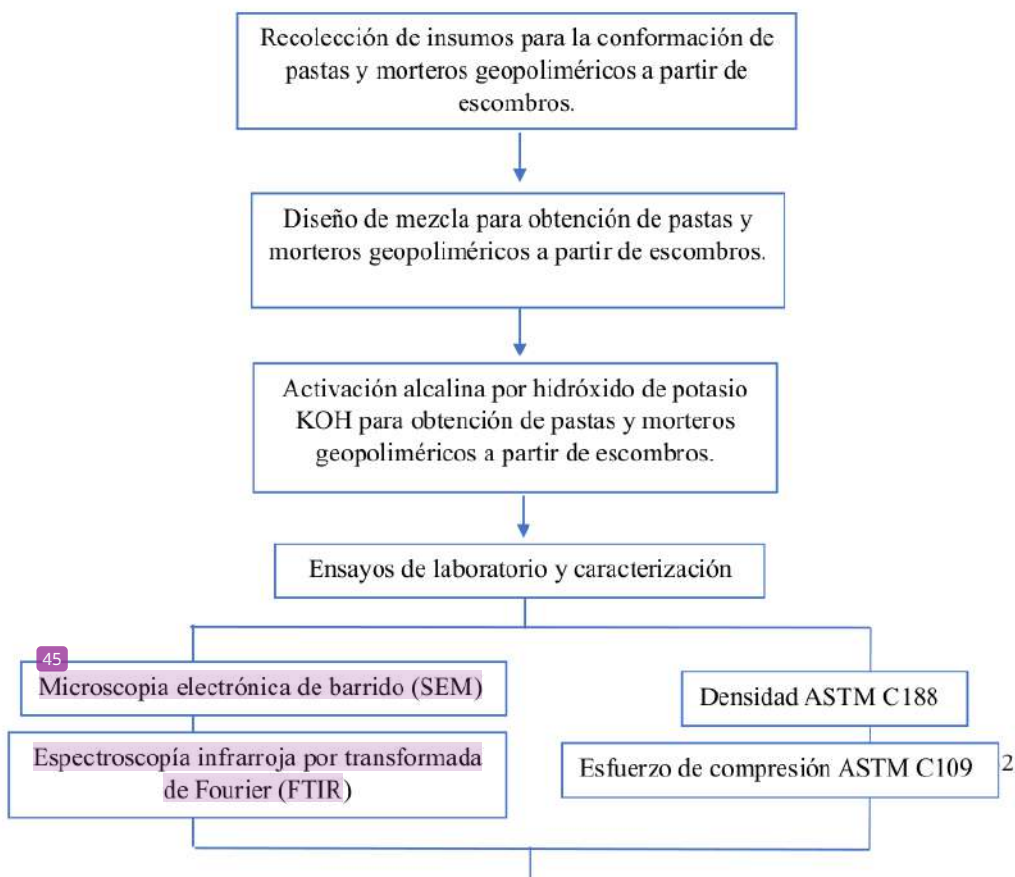 Recolección de insumos para la conformación de
pastas y morteros geopoliméricos a partir de
escombros.
Diseño de mezcla para obtención de pastas y
morteros geopoliméricos a partir de escombros.
Activación alcalina por hidróxido de potasio
KOH para obtención de pastas y morteros
geopoliméricos a partir de escombros.
Ensayos de laboratorio y caracterización
45
Microscopia electrónica de barrido (SEM)
Espectroscopía infrarroja por transformada
de Fourier (FTIR)
Densidad ASTM C188
Esfuerzo de compresión ASTM C109
2